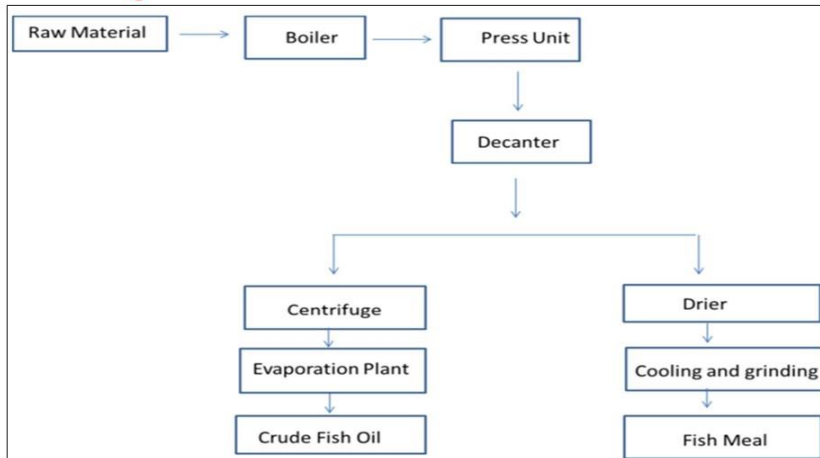 Raw Material
Boiler
Press Unit
Decanter
Centrifuge
Drier
Evaporation Plant
Cooling and grinding
Crude Fish Oil
Fish Meal